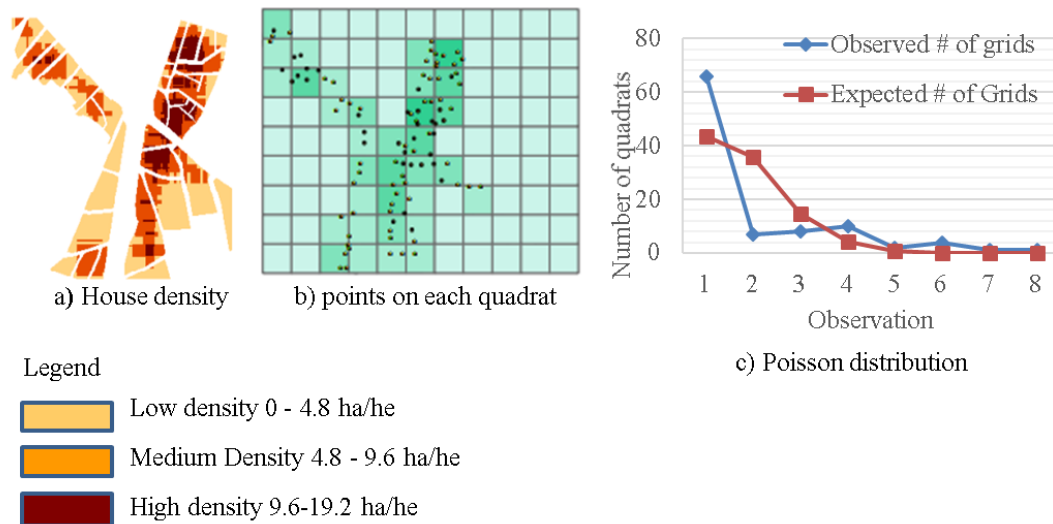 a) House density
b) points on each quadrat
80
60
40
20
0
Number of quadrats
Observed # of grids
Expected # of Grids
1 2 3 4 5 6 7 8
Observation
c) Poisson distribution
Legend
Low density 0 - 4.8 ha/he
Medium Density 4.8 - 9.6 ha/he
High density 9.6-19.2 ha/he